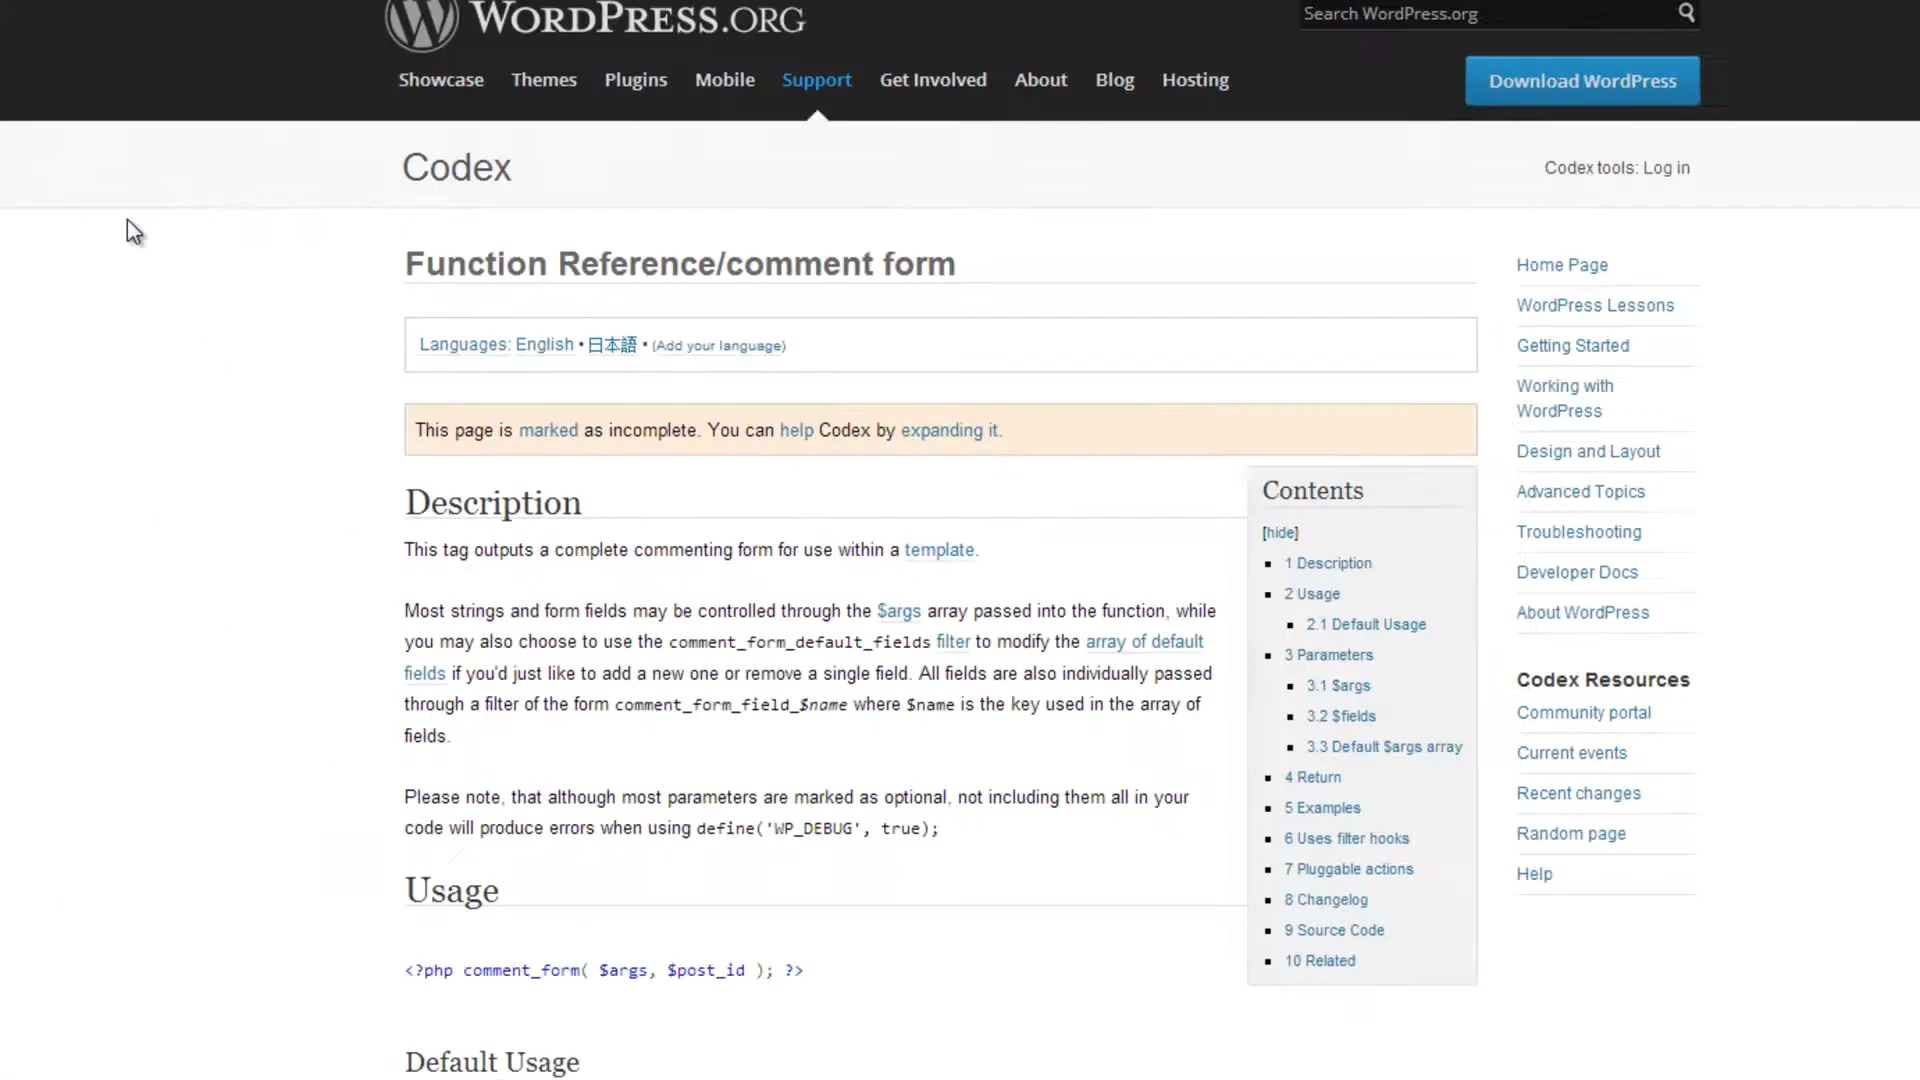 WORDPRESS.ORG
Search WordPress.org
Showcase Themes Plugins Mobile Support Get Involved About Blog Hosting
Download WordPress
Codex
Codex tools: Log in
Function Reference/comment form
Languages: English • 日本語 • (Add your language)
This page is marked as incomplete. You can help Codex by expanding it.
Description
This tag outputs a complete commenting form for use within a template.
Most strings and form fields may be controlled through the $args array passed into the function, while
you may also choose to use the comment_form_default_fields filter to modify the array of default
fields if you'd just like to add a new one or remove a single field. All fields are also individually passed
through a filter of the form comment_form_field_$name where $name is the key used in the array of
fields.
Please note, that although most parameters are marked as optional, not including them all in your
code will produce errors when using define('WP_DEBUG', true);
Usage
<?php comment_form( $args, $post_id ); ?>
Default Usage
Contents
[hide]
1 Description
2 Usage
2.1 Default Usage
3 Parameters
3.1 $args
3.2 $fields
3.3 Default $args array
4 Return
5 Examples
6 Uses filter hooks
7 Pluggable actions
8 Changelog
9 Source Code
10 Related
Home Page
WordPress Lessons
Getting Started
Working with
WordPress
Design and Layout
Advanced Topics
Troubleshooting
Developer Docs
About WordPress
Codex Resources
Community portal
Current events
Recent changes
Random page
Help